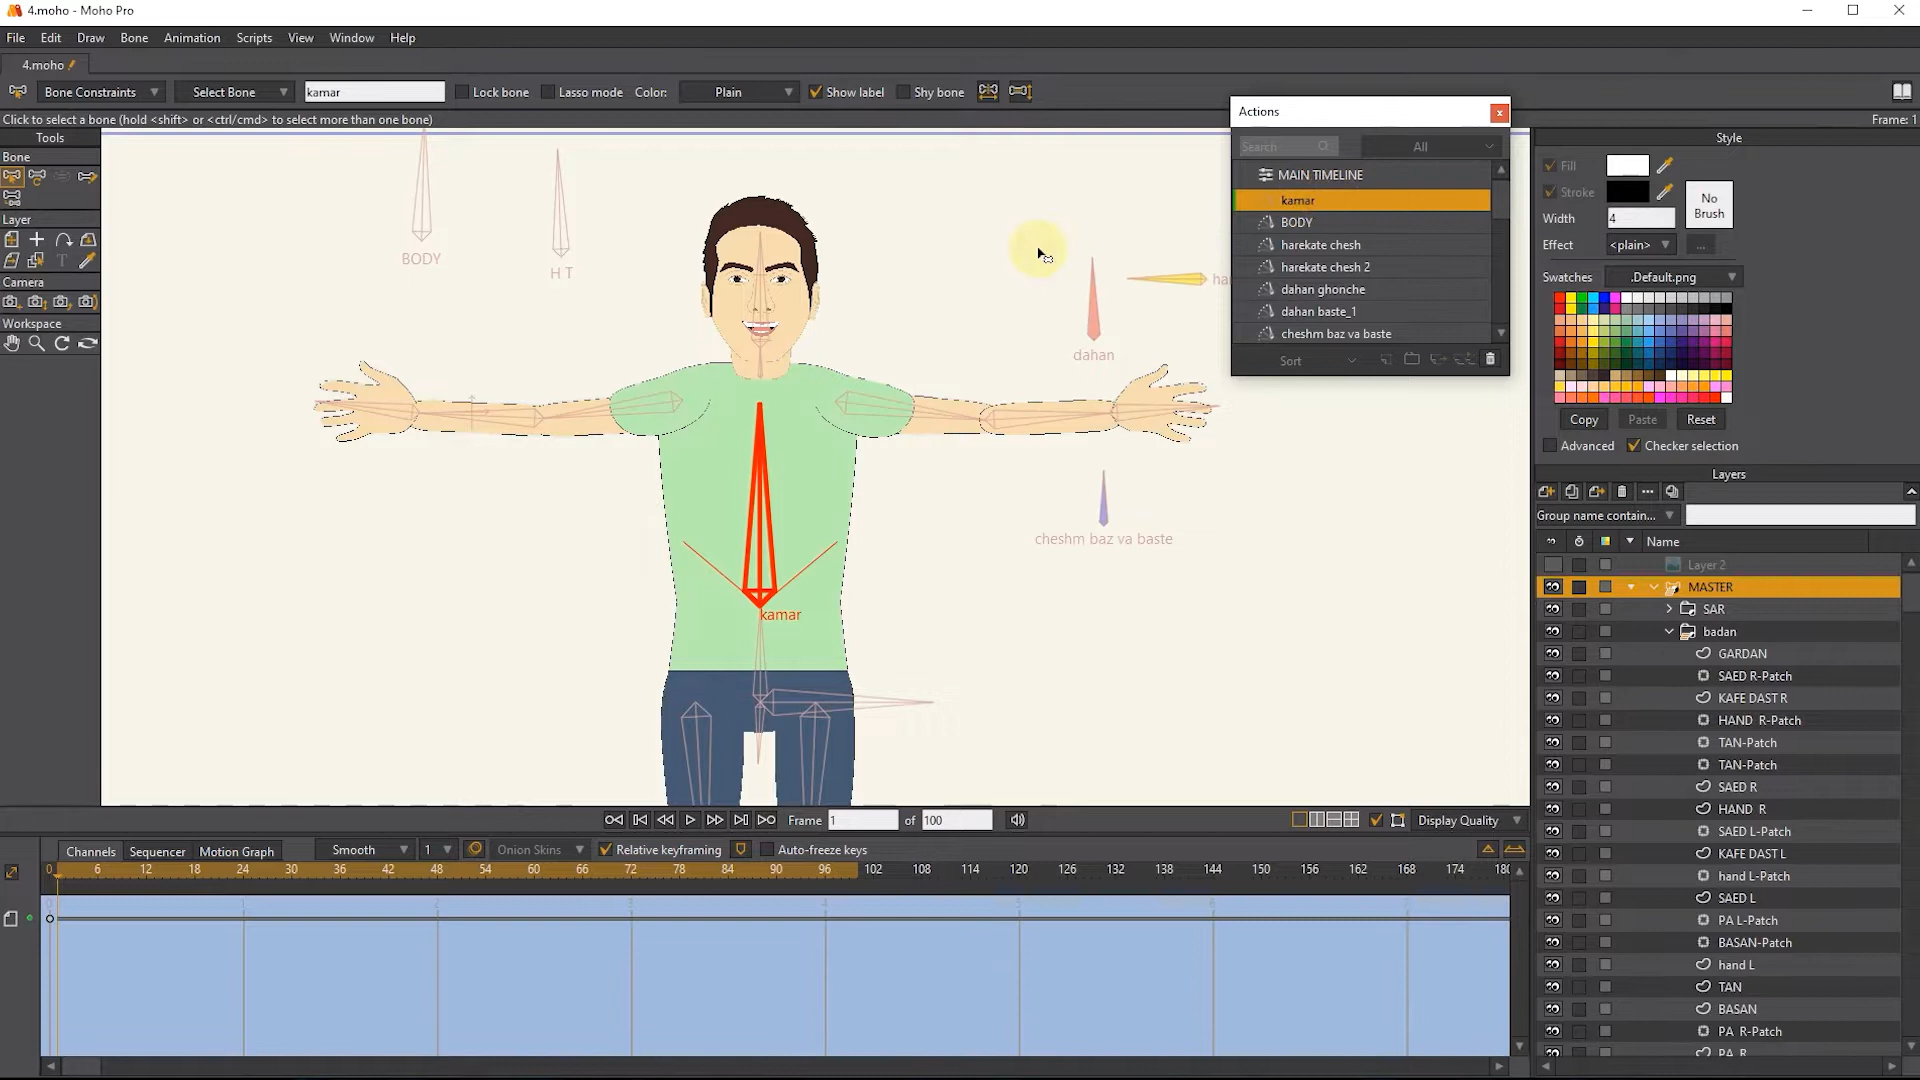 4.moho - Moho Pro
File Edit Draw Bone Animation Scripts View Window Help
4.moho
Bone Constraints Select Bone kamar Lock bone Lasso mode Color: Plain Show label Shy bone
Click to select a bone (hold <shift> or <ctrl/cmd> to select more than one bone) Frame: 1
Tools
Bone
Layer
Camera
Workspace
BODY
H T
dahan
cheshm baz va baste
kamar
Actions
Search All
MAIN TIMELINE
kamar
BODY
harekate chesh
harekate chesh 2
dahan ghonche
dahan baste_1
cheshm baz va baste
Sort
Style
Fill
Stroke
No Brush
Width 4
Effect <plain> ...
Swatches .Default.png
Copy Paste Reset
Advanced Checker selection
Layers
Group name contain...
Name
Layer 2
MASTER
SAR
badan
GARDAN
SAED R-Patch
KAFE DAST R
HAND R-Patch
TAN-Patch
TAN-Patch
SAED R
HAND R
SAED L-Patch
KAFE DAST L
hand L-Patch
SAED L
PA L-Patch
BASAN-Patch
hand L
TAN
BASAN
PA R-Patch
PA R
Frame 1 of 100 Display Quality
Channels Sequencer Motion Graph Smooth 1 Onion Skins Relative keyframing Auto-freeze keys
0 6 12 18 24 30 36 42 48 54 60 66 72 78 84 90 96 102 108 114 120 126 132 138 144 150 156 162 168 174